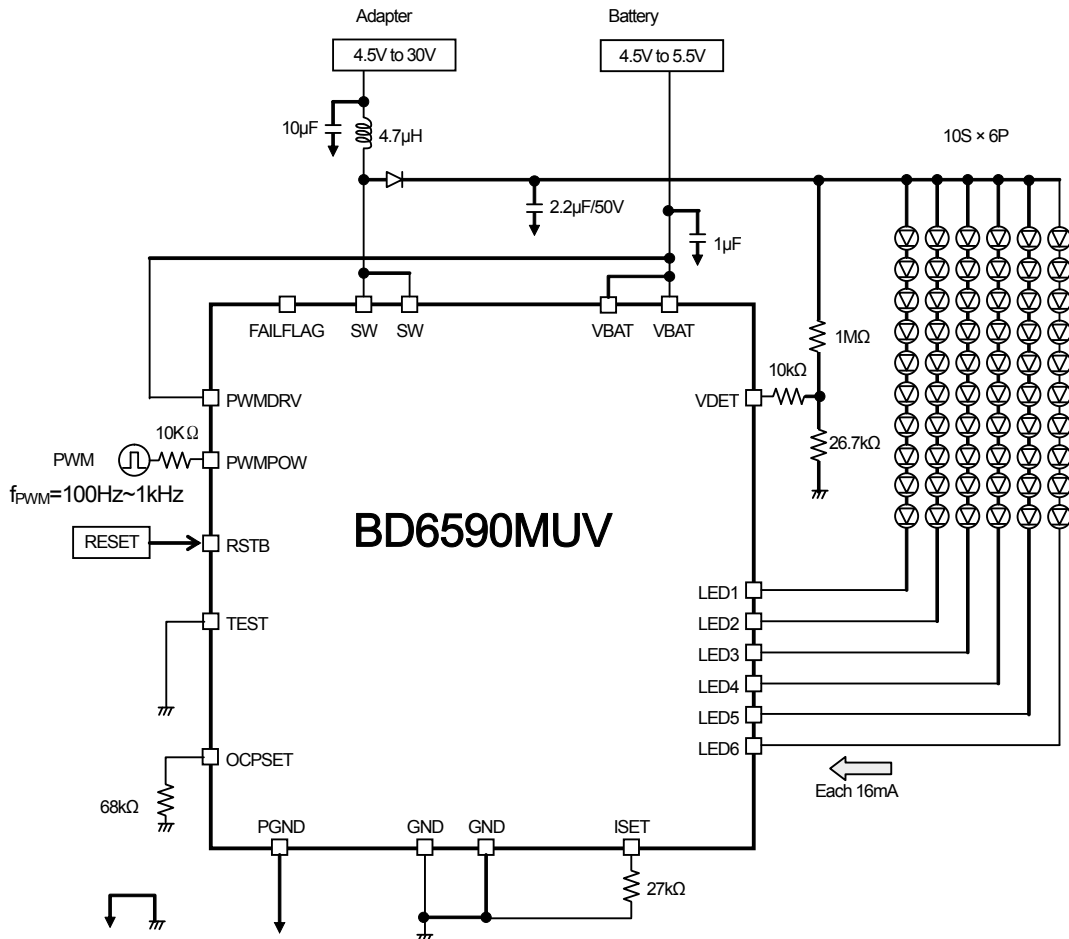 Adapter
Battery
4.5V to 30V
4.5V to 5.5V
10µF
4.7µH
10S × 6P
2.2µF/50V
1µF
FAILFLAG
SW
SW
VBAT
VBAT
1MΩ
10kΩ
PWMDRV
VDET
10KΩ
26.7kΩ
PWM
PWMPOW
fPWM=100Hz~1kHz
BD6590MUV
RESET
RSTB
LED1
TEST
LED2
LED3
LED4
LED5
LED6
OCPSET
Each 16mA
68kΩ
PGND
GND
GND
ISET
27kΩ